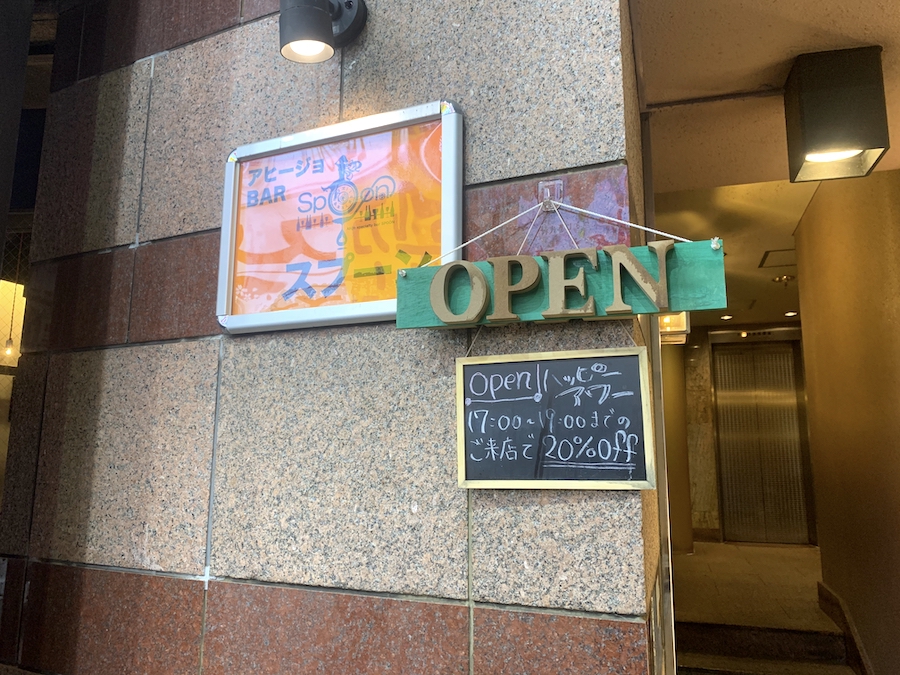 アヒージョ
BAR
Spoon
スプーン
OPEN
open! ハッピー
アワー
17:00~19:00までの
ご来店で 20%Off